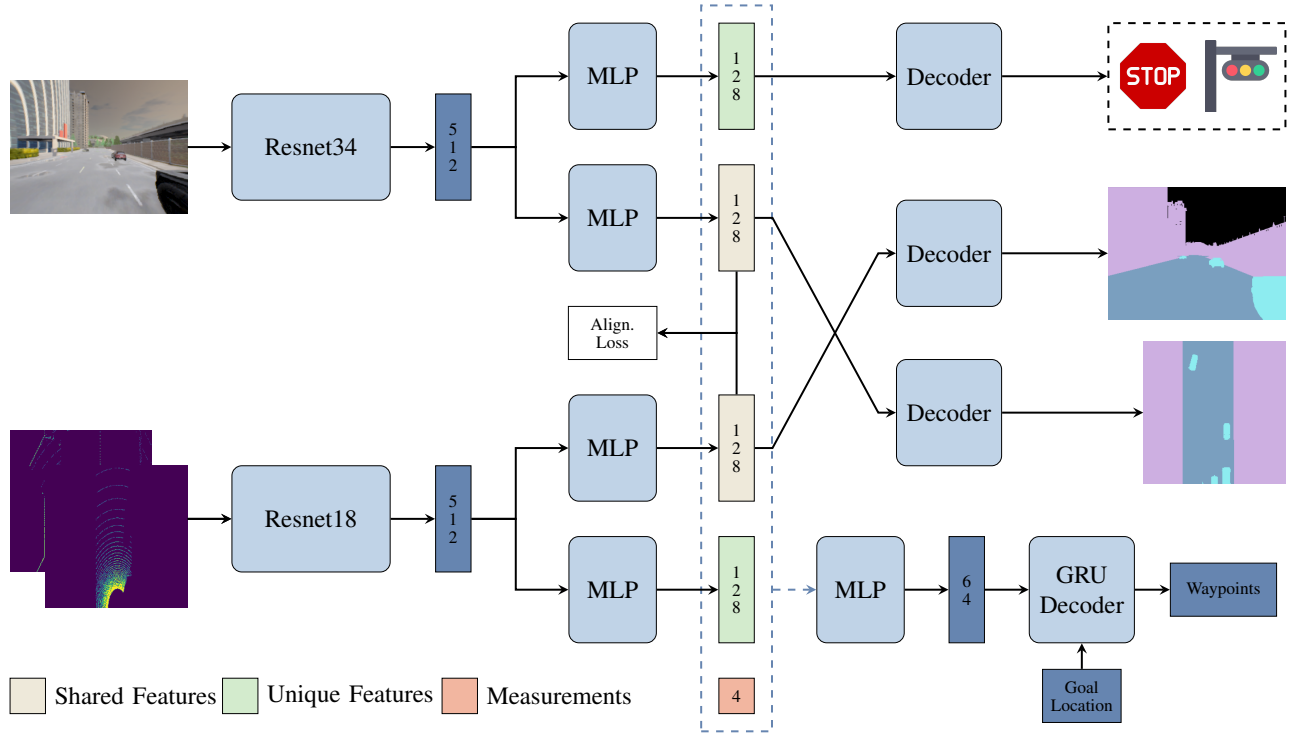 MLP
1
2
8
Decoder
STOP
Resnet34
5
1
2
MLP
1
2
8
Decoder
Align.
Loss
MLP
1
2
8
Decoder
Resnet18
5
1
2
MLP
1
2
8
MLP
6
4
GRU
Decoder
Waypoints
Shared Features
Unique Features
Measurements
4
Goal
Location